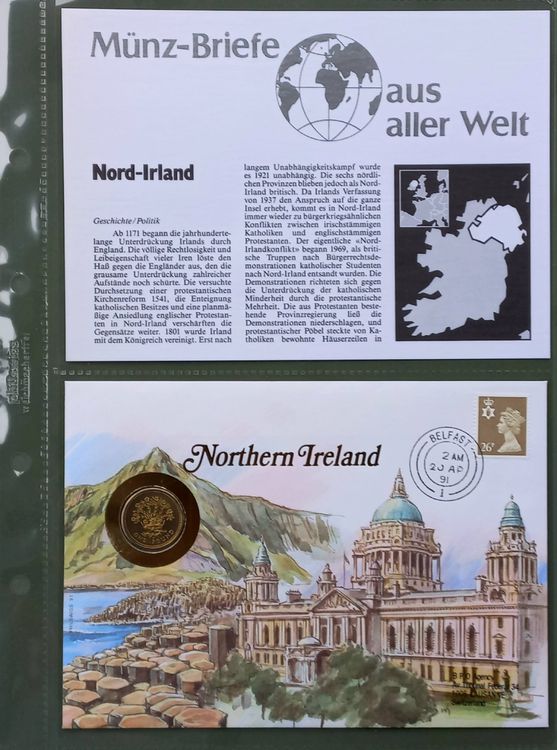 Münz-Briefe
aus
aller Welt
Nord-Irland
Geschichte/Politik
Ab 1171 begann die jahrhunderte-
lange Unterdrückung Irlands durch
England. Die völlige Rechtlosigkeit und
Leibeigenschaft vieler Iren löste den
Haß gegen die Engländer aus, den die
grausame Unterdrückung zahlreicher
Aufstände noch schürte. Die versuchte
Durchsetzung einer protestantischen
Kirchenreform 1541, die Enteignung
katholischen Besitzes und eine planmä-
ßige Ansiedlung englischer Protestan-
ten in Nord-Irland verschärften die
Gegensätze weiter. 1801 wurde Irland
mit dem Königreich vereinigt. Erst nach
langem Unabhängigkeitskampf wurde
es 1921 unabhängig. Die sechs nördli-
chen Provinzen blieben jedoch als Nord-
Irland britisch. Da Irlands Verfassung
von 1937 den Anspruch auf die ganze
Insel erhebt, kommt es in Nord-Irland
immer wieder zu bürgerkriegsähnlichen
Konflikten zwischen irischstämmigen
Katholiken und englischstämmigen
Protestanten. Der eigentliche «Nord-
Irlandkonflikt» begann 1969, als briti-
sche Truppen nach Bürgerrechtsde-
monstrationen katholischer Studenten
nach Nord-Irland entsandt wurden. Die
Demonstrationen richteten sich gegen
die Unterdrückung der katholischen
Minderheit durch die protestantische
Mehrheit. Die aus Protestanten beste-
hende Provinzregierung ließ die
Demonstrationen niederschlagen, und
protestantischer Pöbel steckte von Ka-
tholiken bewohnte Häuserzeilen in
Northern Ireland
BELFAST
2 AM
20 AP
91
1
26P
ONE POUND
Switzerland